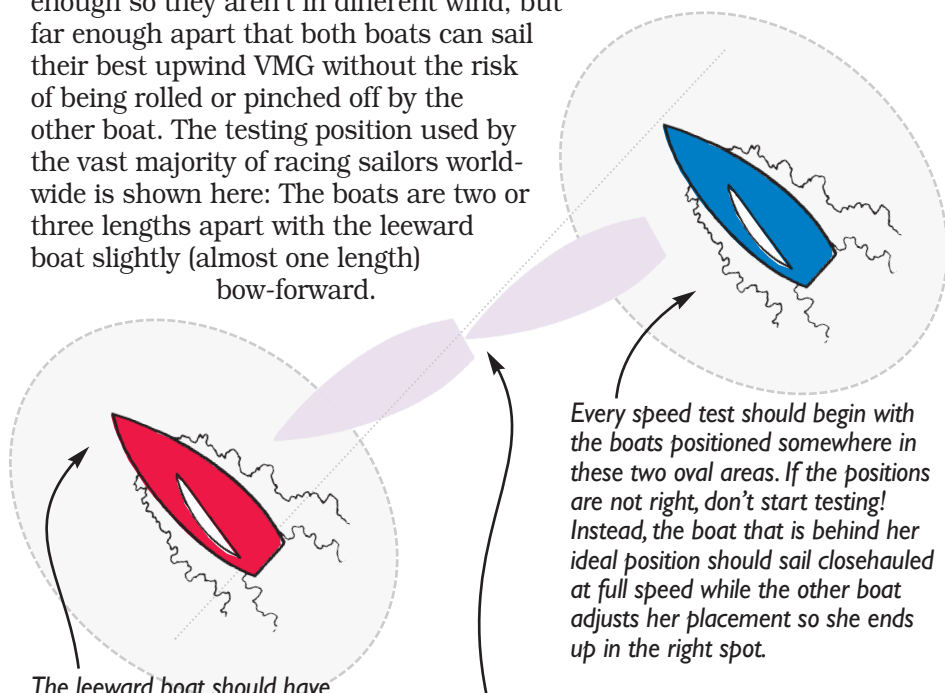 enough so they aren't in different wind, but
far enough apart that both boats can sail
their best upwind VMG without the risk
of being rolled or pinched off by the
other boat. The testing position used by
the vast majority of racing sailors world-
wide is shown here: The boats are two or
three lengths apart with the leeward
boat slightly (almost one length)
bow-forward.
Every speed test should begin with
the boats positioned somewhere in
these two oval areas. If the positions
are not right, don't start testing!
Instead, the boat that is behind her
ideal position should sail closehauled
at full speed while the other boat
adjusts her placement so she ends
up in the right spot.
The leeward boat should have